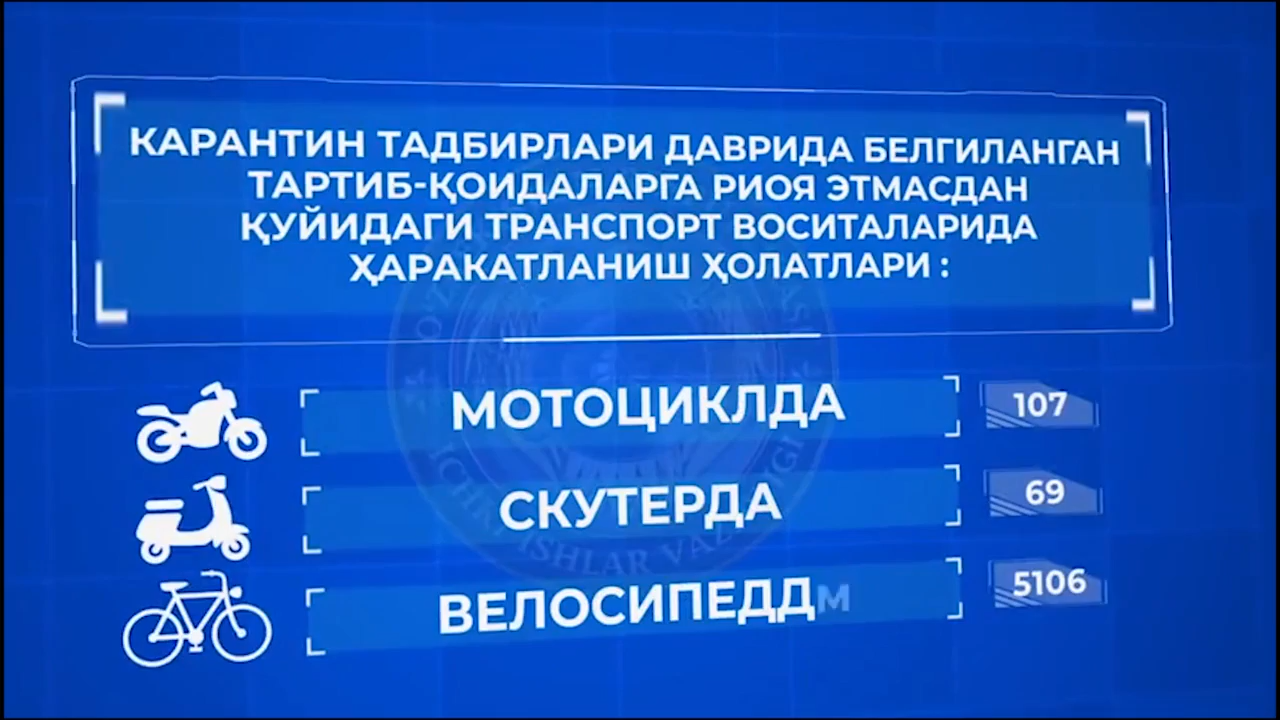 КАРАНТИН ТАДБИРЛАРИ ДАВРИДА БЕЛГИЛАНГАН
ТАРТИБ-ҚОИДАЛАРГА РИОЯ ЭТМАСДАН
ҚУЙИДАГИ ТРАНСПОРТ ВОСИТАЛАРИДА
ҲАРАКАТЛАНИШ ҲОЛАТЛАРИ :
МОТОЦИКЛДА 107
СКУТЕРДА 69
ВЕЛОСИПЕДДМ 5106